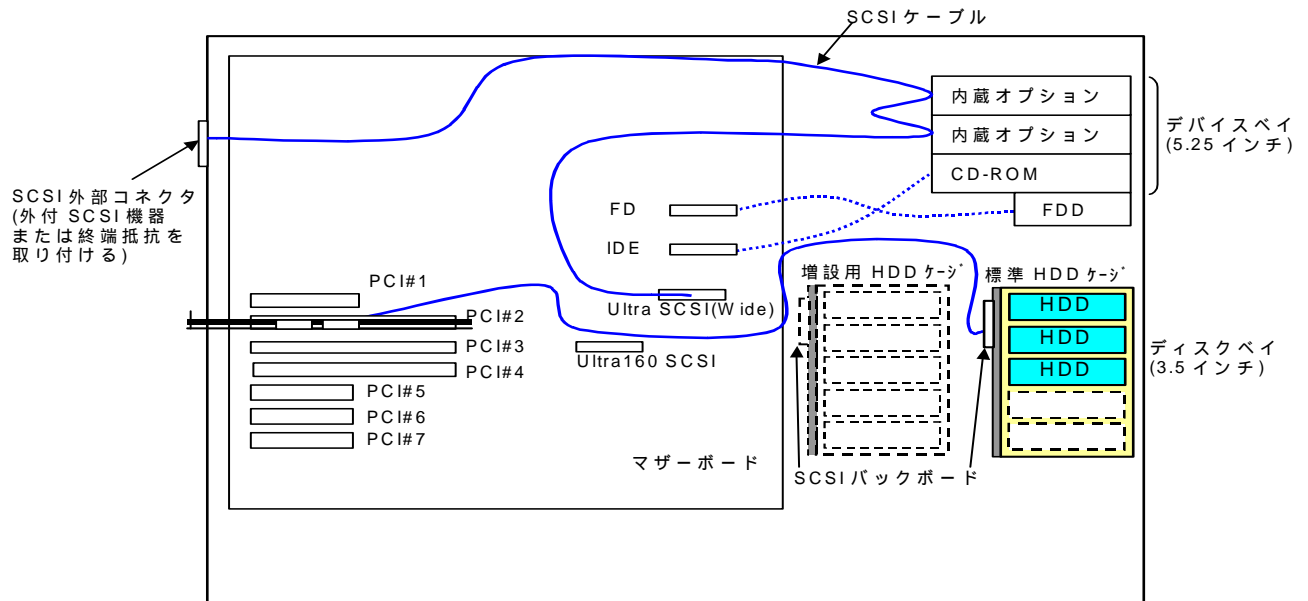 SCSIケーブル
内蔵オプション
内蔵オプション
CD-ROM
FDD
デバイスベイ
(5.25インチ)
SCSI外部コネクタ
(外付SCSI機器
または終端抵抗を
取り付ける)
FD
IDE
PCI#1
PCI#2
PCI#3
PCI#4
PCI#5
PCI#6
PCI#7
Ultra SCSI(Wide)
Ultra160 SCSI
増設用 HDDケージ
標準 HDDケージ
HDD
HDD
HDD
ディスクベイ
(3.5インチ)
マザーボード
SCSIバックボード